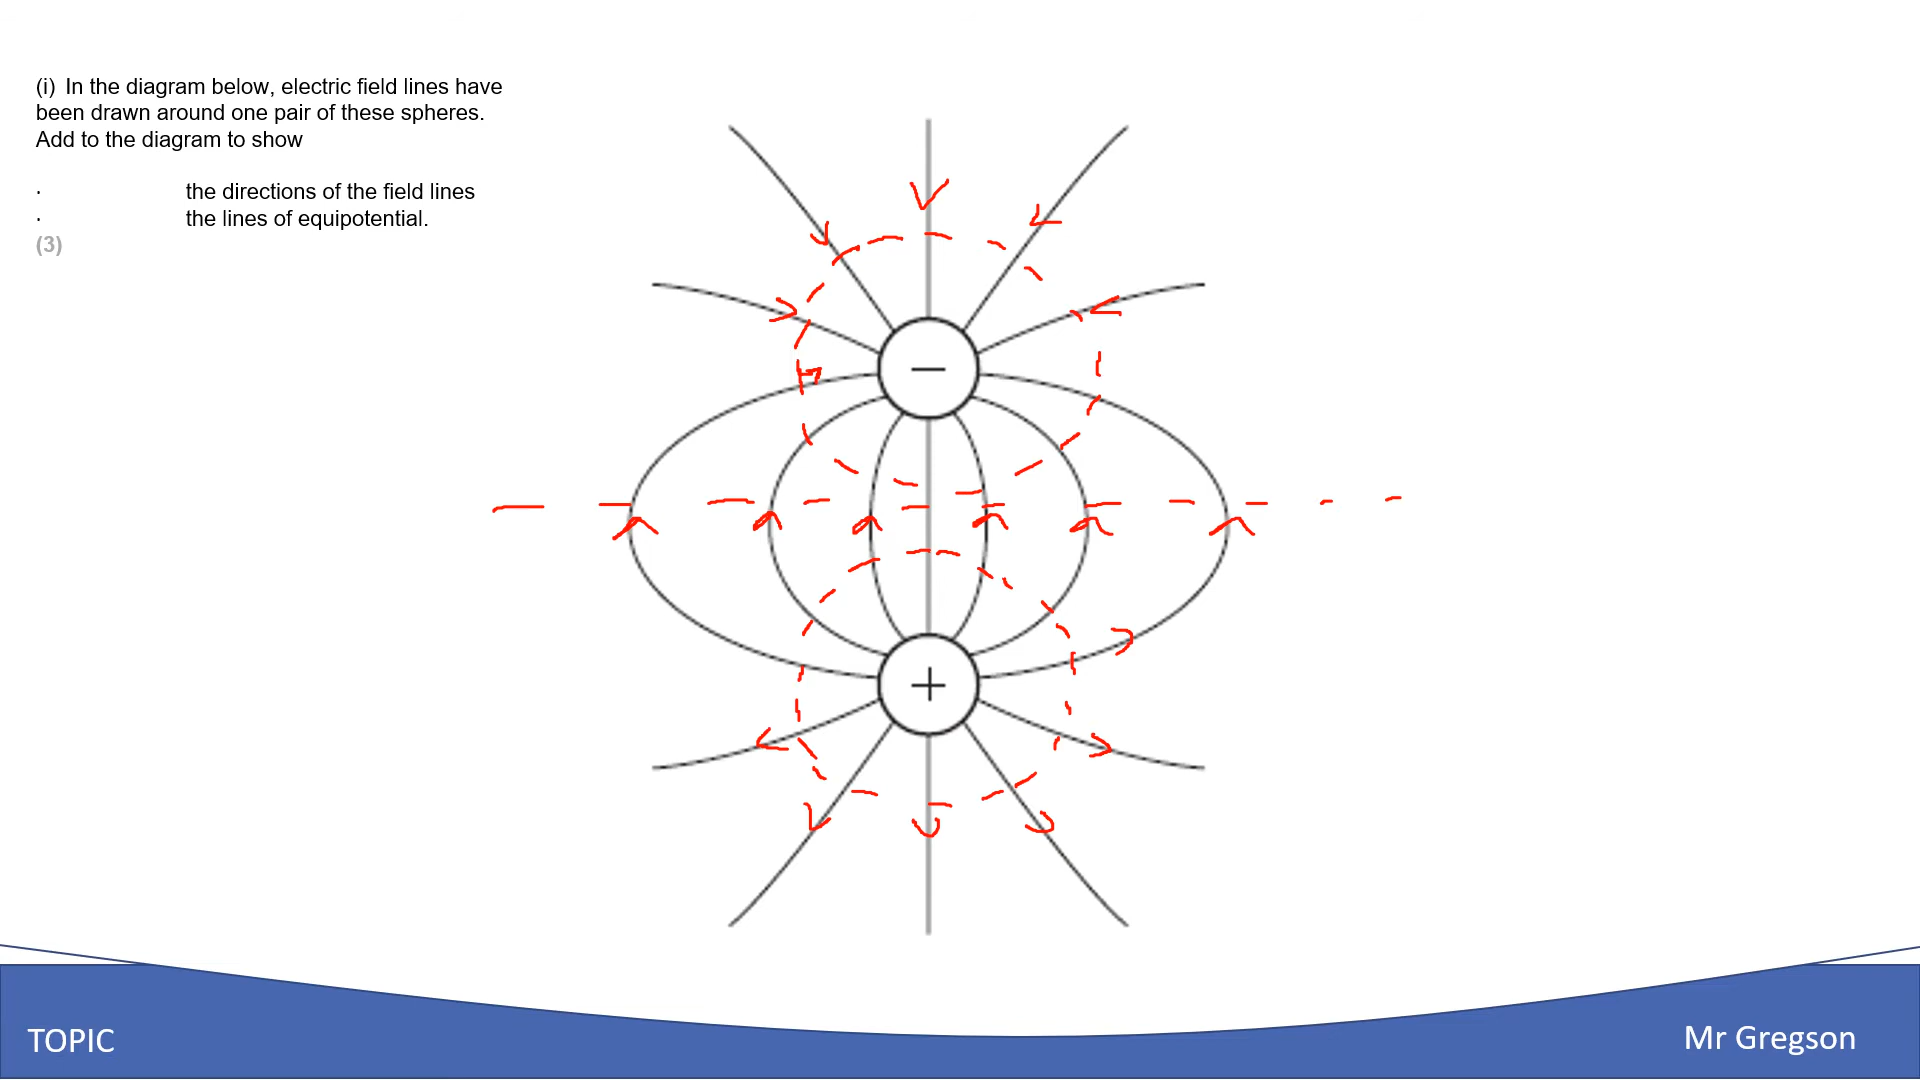 (i) In the diagram below, electric field lines have
been drawn around one pair of these spheres.
Add to the diagram to show
· the directions of the field lines
· the lines of equipotential.
(3)
−
+
TOPIC
Mr Gregson